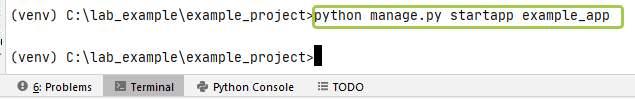 (venv) C:\lab_example\example_project>python manage.py startapp example_app
(venv) C:\lab_example\example_project>
6: Problems Terminal Python Console TODO